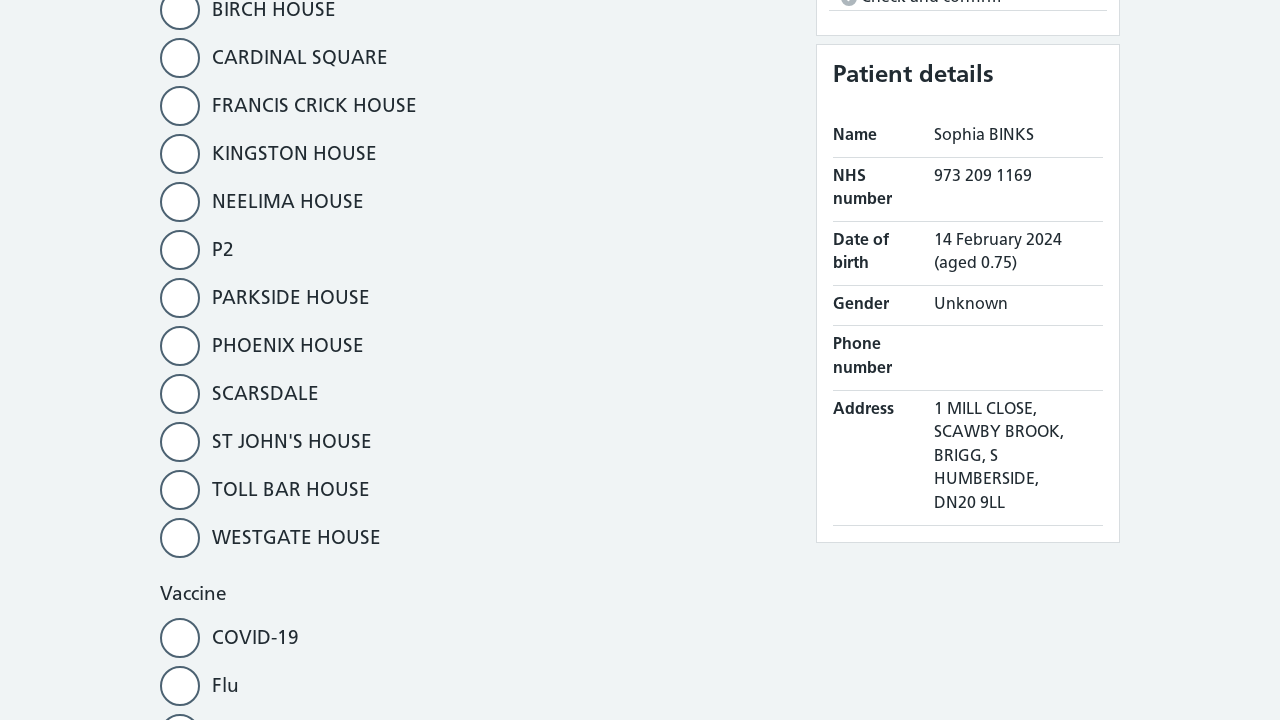 BIRCH HOUSE
CARDINAL SQUARE
FRANCIS CRICK HOUSE
KINGSTON HOUSE
NEELIMA HOUSE
P2
PARKSIDE HOUSE
PHOENIX HOUSE
SCARSDALE
ST JOHN'S HOUSE
TOLL BAR HOUSE
WESTGATE HOUSE
Vaccine
COVID-19
Flu
Check and confirm
Patient details
Name Sophia BINKS
NHS number 973 209 1169
Date of birth 14 February 2024
(aged 0.75)
Gender Unknown
Phone number
Address 1 MILL CLOSE,
SCAWBY BROOK,
BRIGG, S
HUMBERSIDE,
DN20 9LL